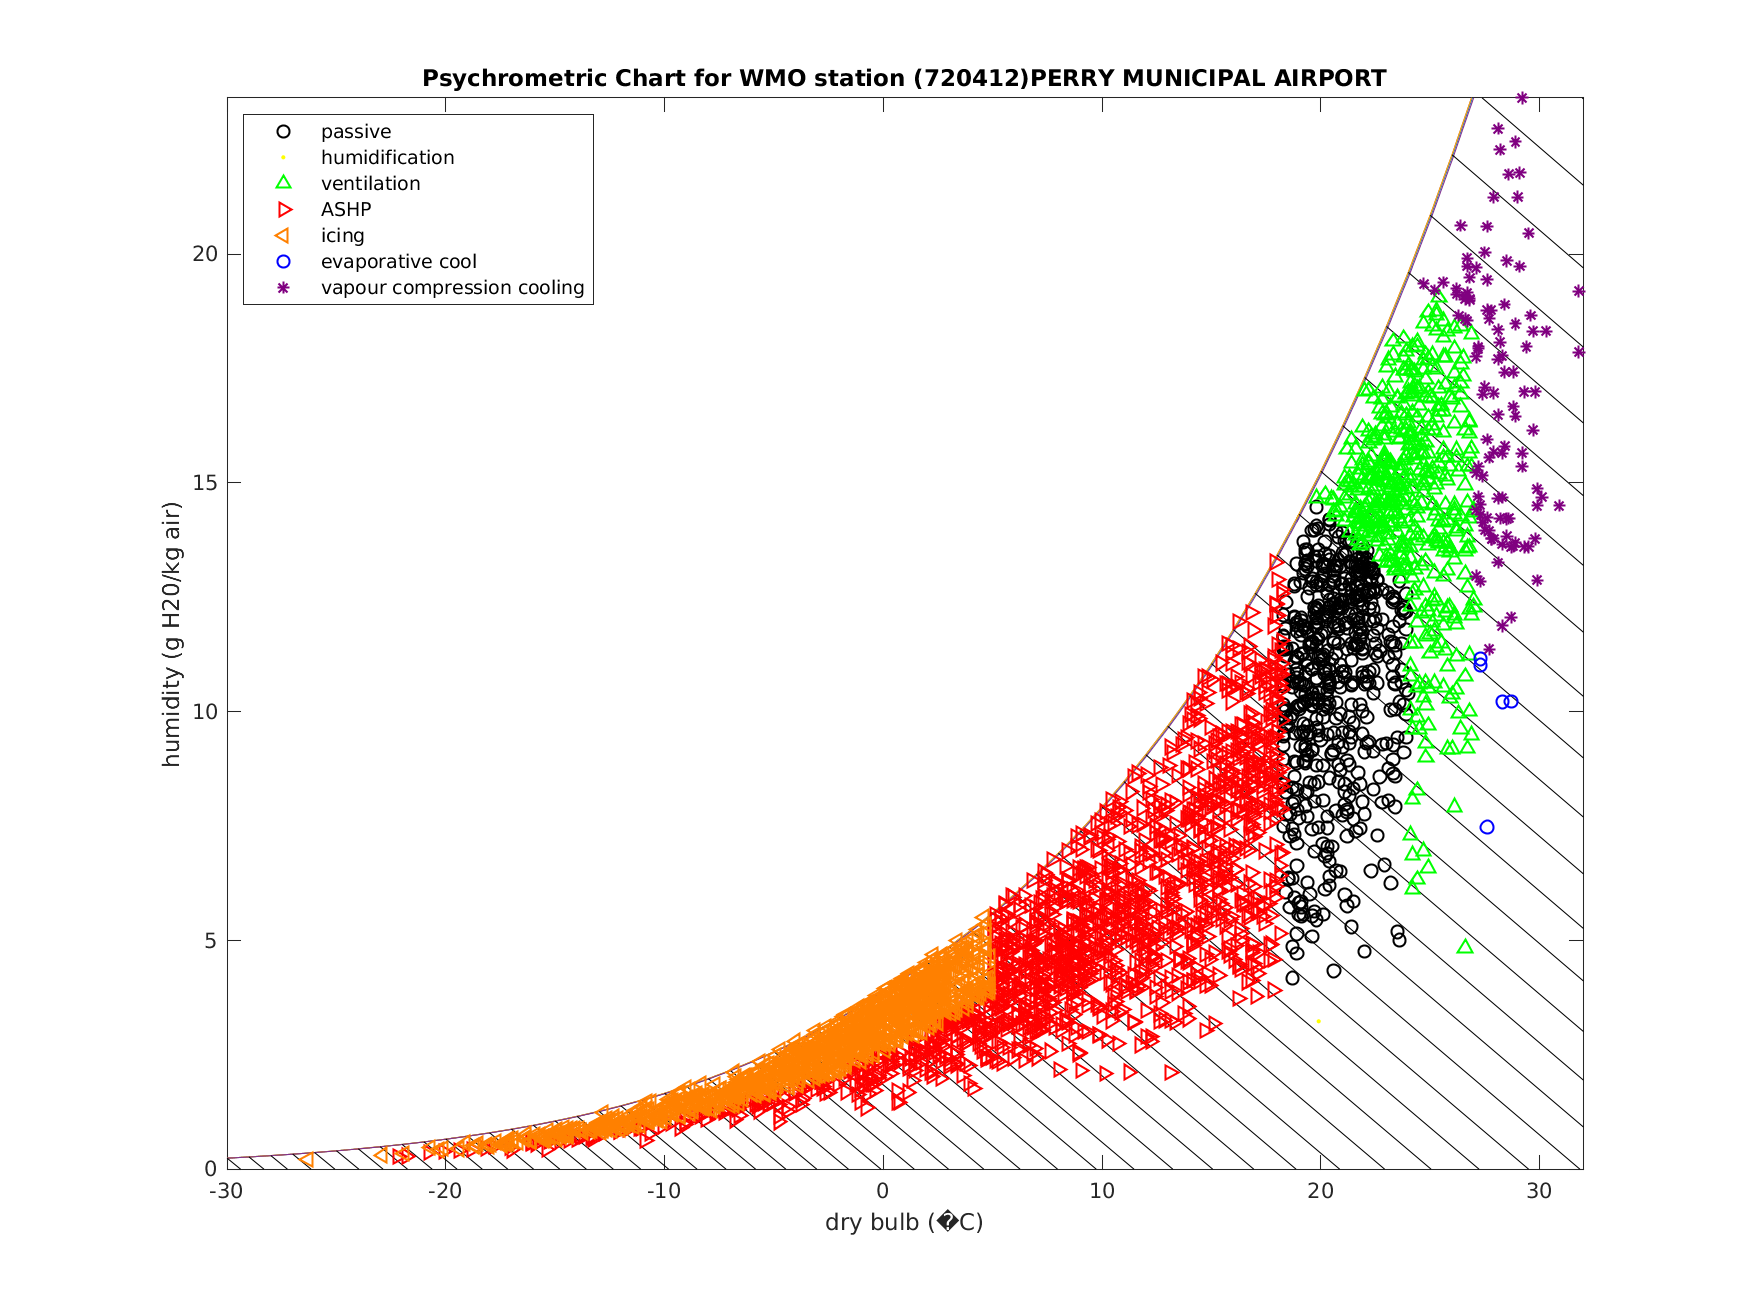 Psychrometric Chart for WMO station (720412)PERRY MUNICIPAL AIRPORT
passive
humidification
ventilation
ASHP
icing
evaporative cool
vapour compression cooling
humidity (g H20/kg air)
20
15
10
5
0
-30
-20
-10
0
10
20
30
dry bulb (�C)